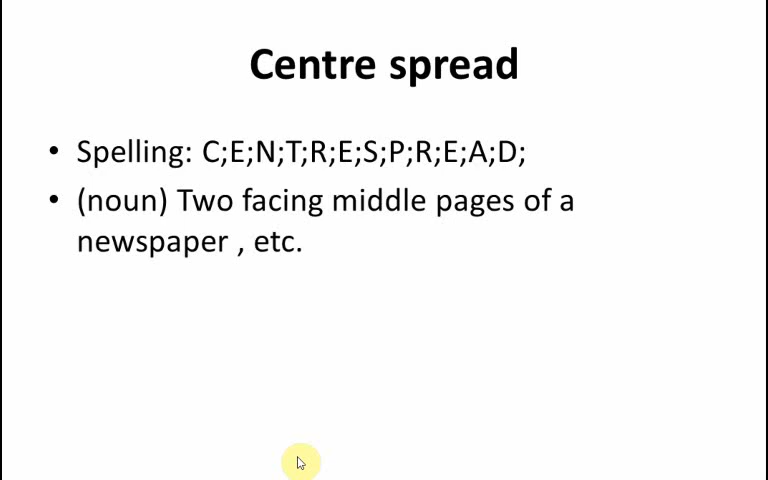 Centre spread
• Spelling: C;E;N;T;R;E;S;P;R;E;A;D;
• (noun) Two facing middle pages of a
newspaper , etc.